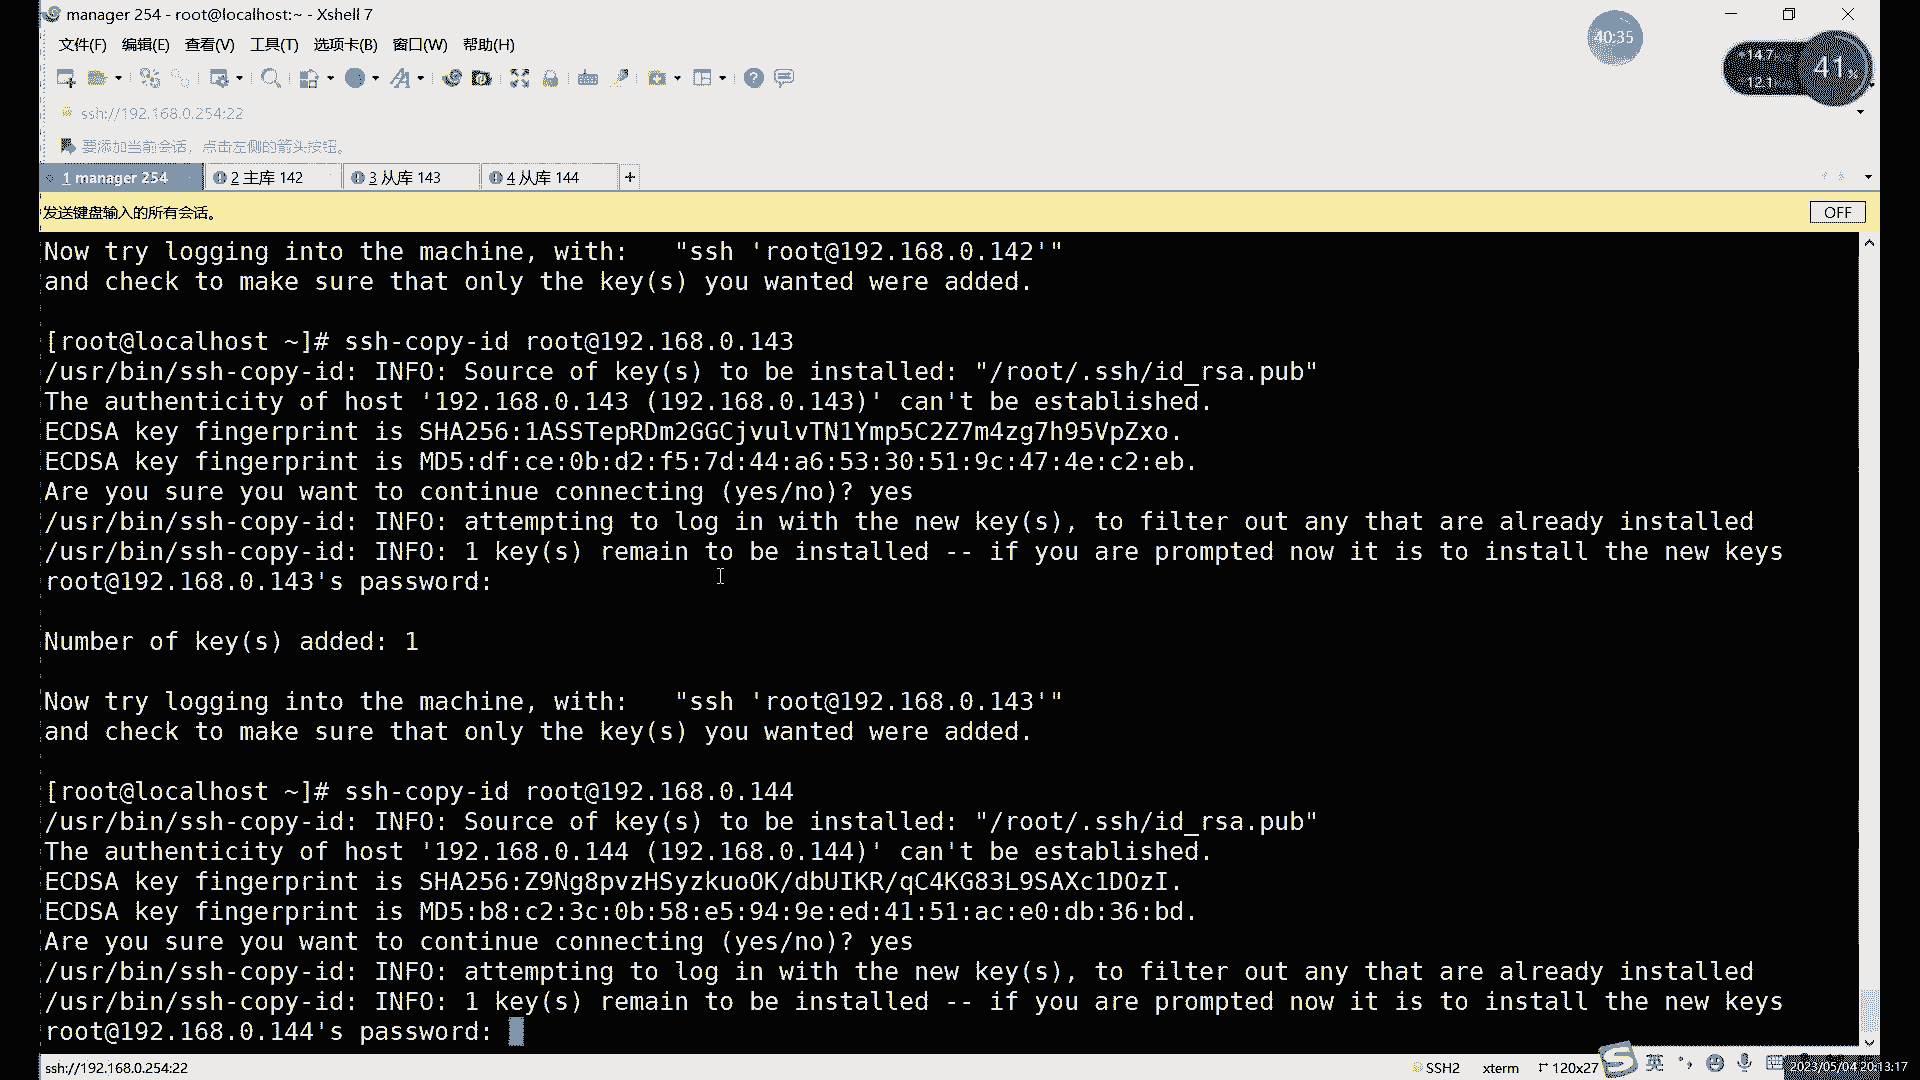 manager 254 - root@localhost:~ - Xshell 7
文件(F) 编辑(E) 查看(V) 工具(T) 选项卡(B) 窗口(W) 帮助(H)
40:35
14.7
12.1
41%
ssh://192.168.0.254:22
要添加当前会话，点击左侧的箭头按钮。
1 manager 254
2 主库 142
3 从库 143
4 从库 144
+
发送键盘输入的所有会话。
OFF
Now try logging into the machine, with:   "ssh 'root@192.168.0.142'"
and check to make sure that only the key(s) you wanted were added.
[root@localhost ~]# ssh-copy-id root@192.168.0.143
/usr/bin/ssh-copy-id: INFO: Source of key(s) to be installed: "/root/.ssh/id_rsa.pub"
The authenticity of host '192.168.0.143 (192.168.0.143)' can't be established.
ECDSA key fingerprint is SHA256:1ASSTepRDm2GGCjvulvTN1Ymp5C2Z7m4zg7h95VpZxo.
ECDSA key fingerprint is MD5:df:ce:0b:d2:f5:7d:44:a6:53:30:51:9c:47:4e:c2:eb.
Are you sure you want to continue connecting (yes/no)? yes
/usr/bin/ssh-copy-id: INFO: attempting to log in with the new key(s), to filter out any that are already installed
/usr/bin/ssh-copy-id: INFO: 1 key(s) remain to be installed -- if you are prompted now it is to install the new keys
root@192.168.0.143's password:
Number of key(s) added: 1
Now try logging into the machine, with:   "ssh 'root@192.168.0.143'"
and check to make sure that only the key(s) you wanted were added.
[root@localhost ~]# ssh-copy-id root@192.168.0.144
/usr/bin/ssh-copy-id: INFO: Source of key(s) to be installed: "/root/.ssh/id_rsa.pub"
The authenticity of host '192.168.0.144 (192.168.0.144)' can't be established.
ECDSA key fingerprint is SHA256:Z9Ng8pvzHSyzkuoOK/dbUIKR/qC4KG83L9SAXc1DOzI.
ECDSA key fingerprint is MD5:b8:c2:3c:0b:58:e5:94:9e:ed:41:51:ac:e0:db:36:bd.
Are you sure you want to continue connecting (yes/no)? yes
/usr/bin/ssh-copy-id: INFO: attempting to log in with the new key(s), to filter out any that are already installed
/usr/bin/ssh-copy-id: INFO: 1 key(s) remain to be installed -- if you are prompted now it is to install the new keys
root@192.168.0.144's password:
ssh://192.168.0.254:22
SSH2 xterm 120x27
英
2023/05/04 20:13:17